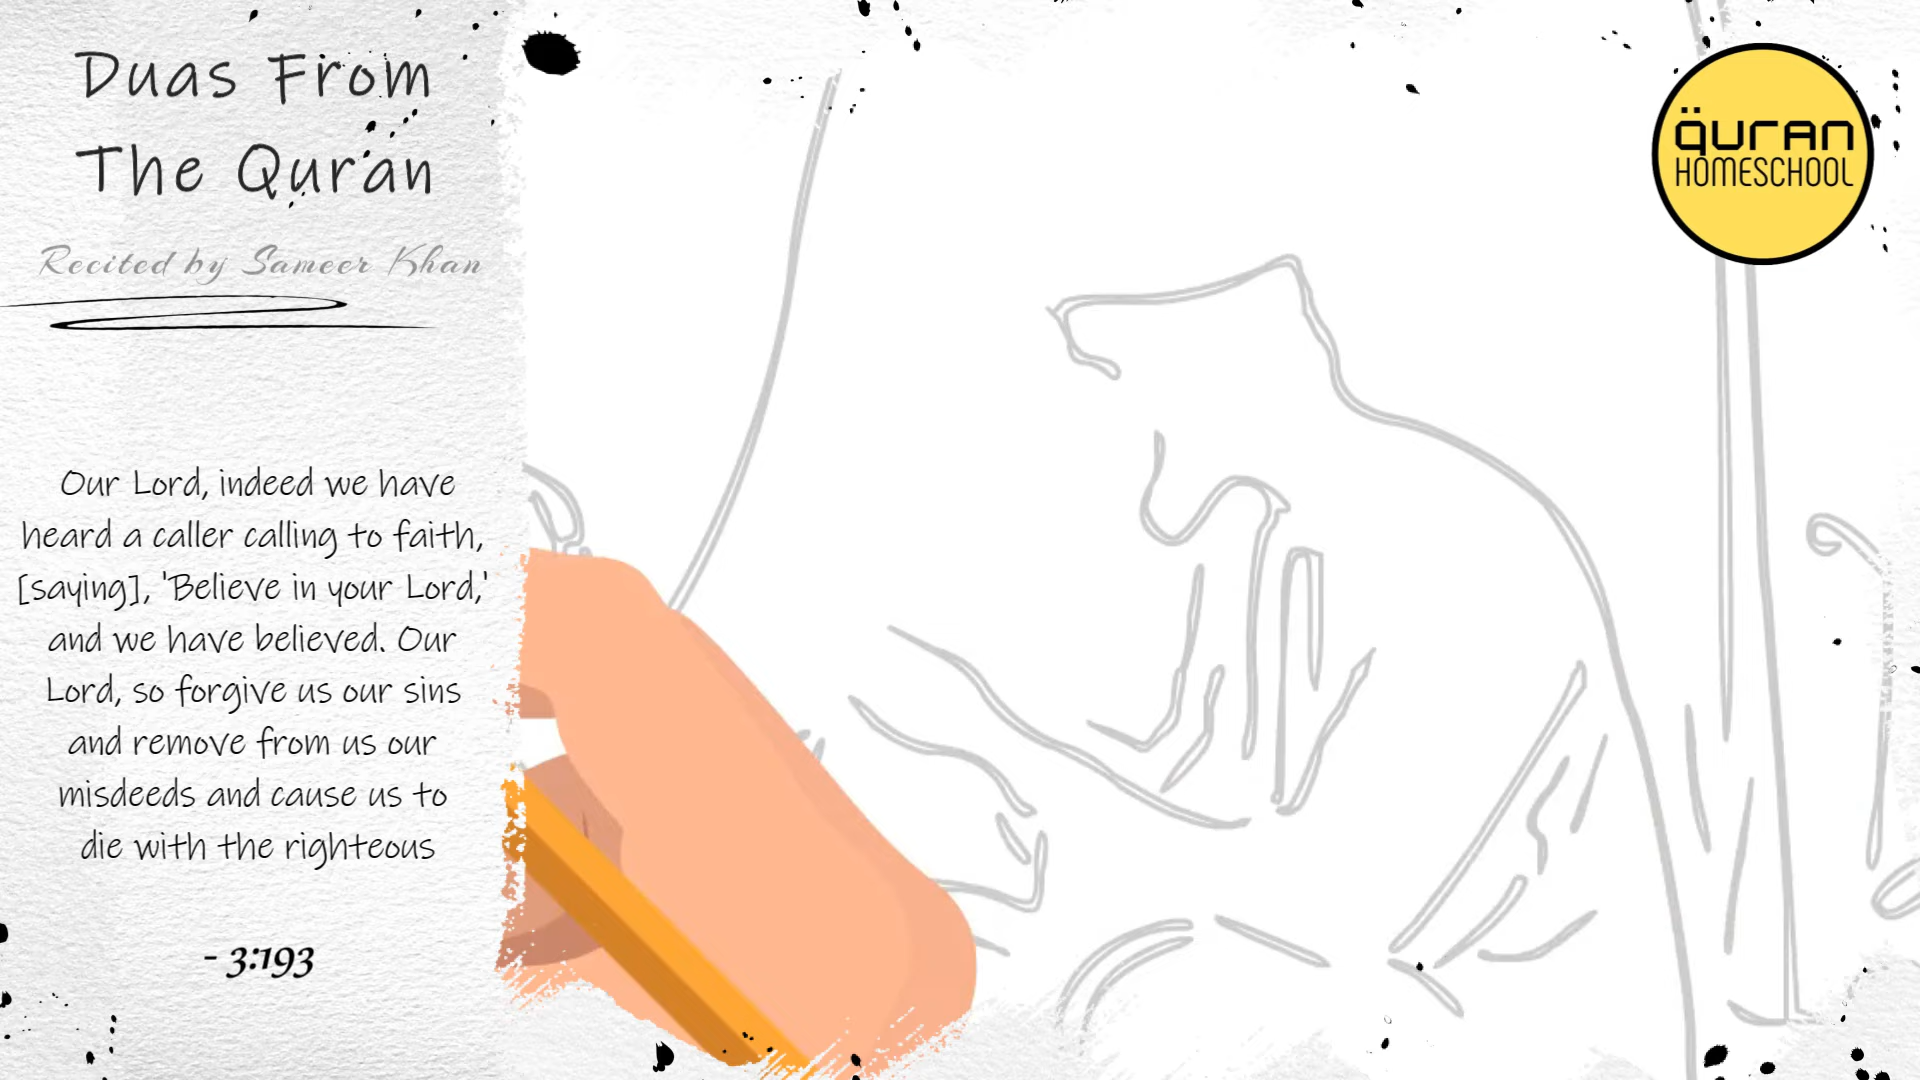 Duas From
The Quran
Recited by Sameer Khan
Our Lord, indeed we have
heard a caller calling to faith,
[saying], 'Believe in your Lord,'
and we have believed. Our
Lord, so forgive us our sins
and remove from us our
misdeeds and cause us to
die with the righteous
- 3:193
QURAN
HOMESCHOOL